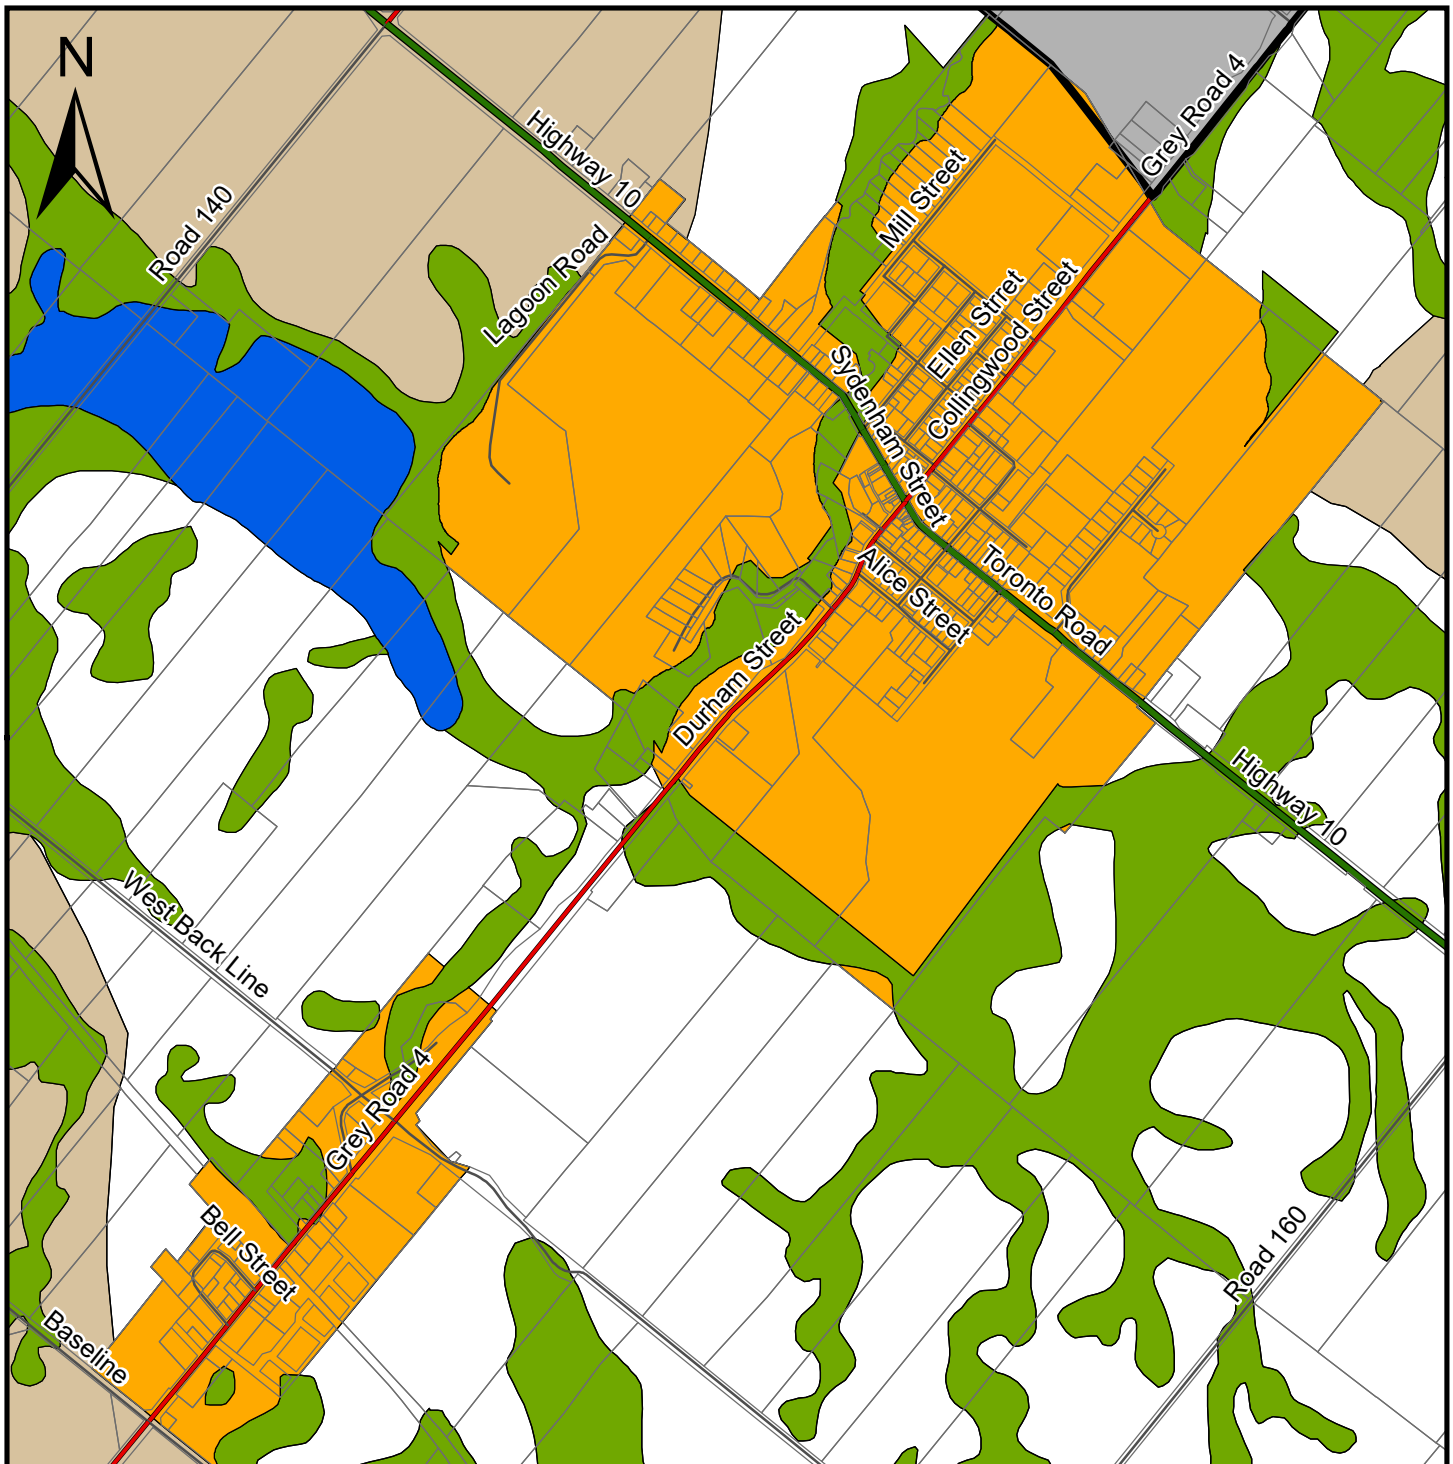 N
Highway 10
Grey Road 4
Road 140
Mill Street
Lagoon Road
Ellen Strret
Collingwood Street
Sydenham Street
Alice Street
Toronto Road
Durham Street
Highway 10
West Back Line
Grey Road 4
Bell Street
Road 160
Baseline